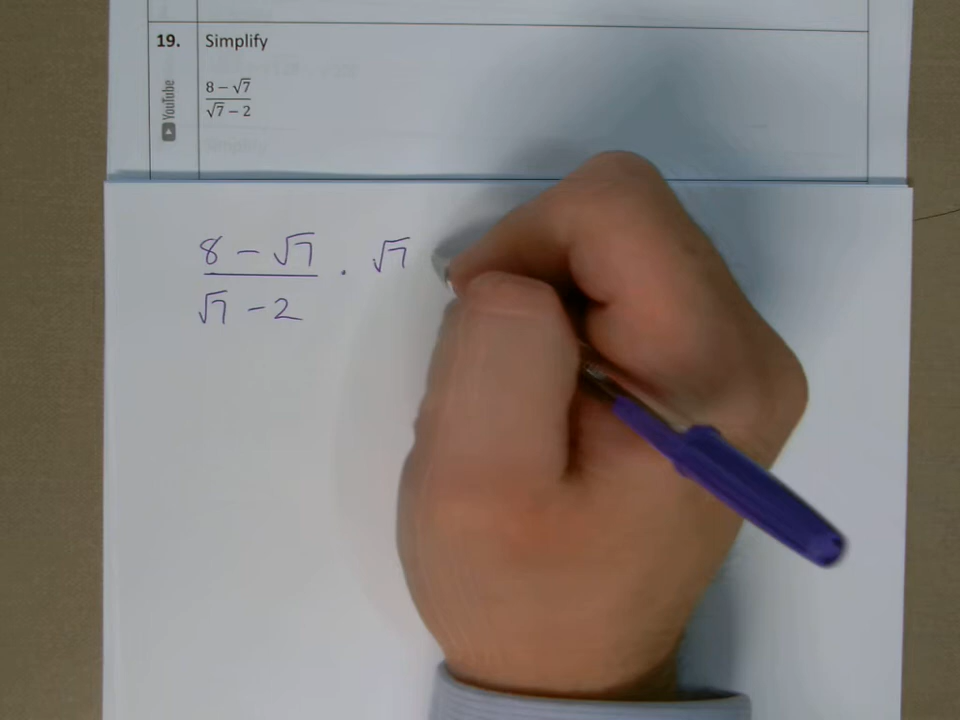 19. Simplify
YouTube
8 − √7
√7 − 2
8 − √7 · √7
√7 − 2